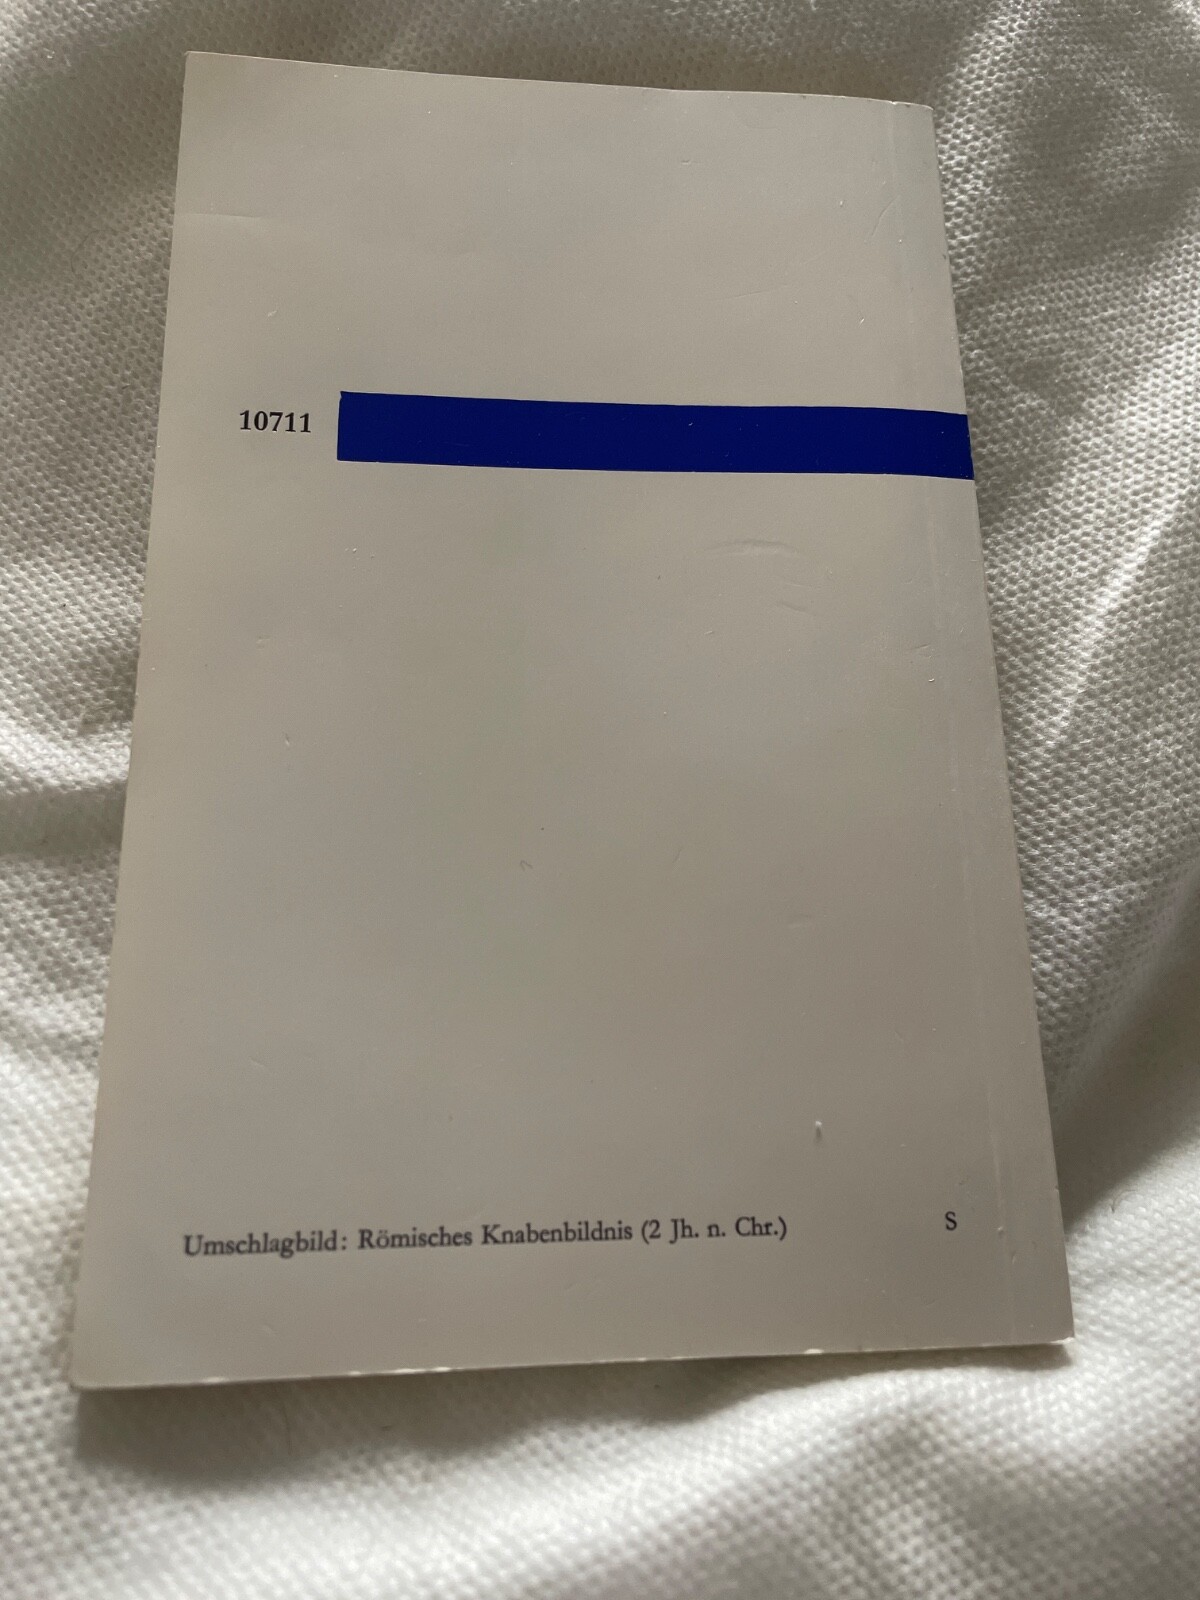 10711
Umschlagbild: Römisches Knabenbildnis (2 Jh. n. Chr.)
S